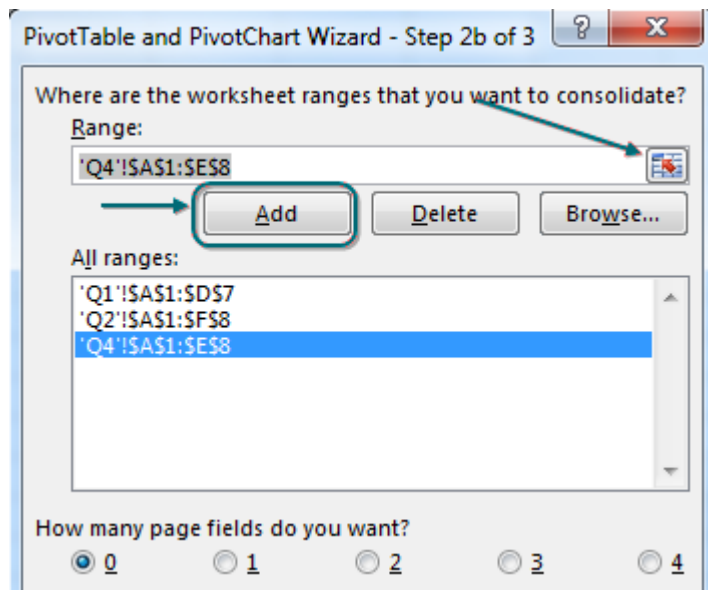 PivotTable and PivotChart Wizard - Step 2b of 3 ? X
Where are the worksheet ranges that you want to consolidate?
Range:
'Q4'!$A$1:$E$8
Add Delete Browse...
All ranges:
'Q1'!$A$1:$D$7
'Q2'!$A$1:$F$8
'Q4'!$A$1:$E$8
How many page fields do you want?
0 1 2 3 4